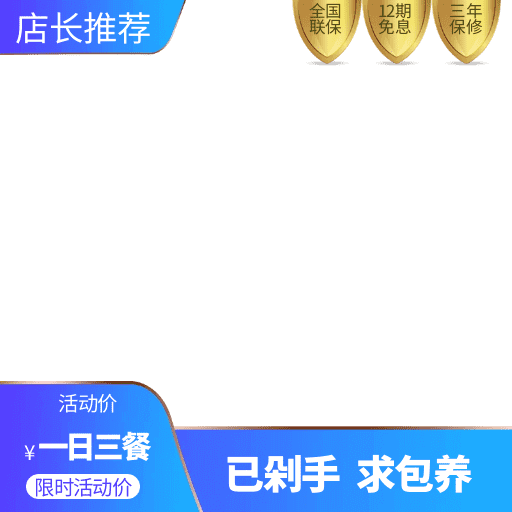 店长推荐
全国
联保
12期
免息
三年
保修
活动价
¥一日三餐
限时活动价
已剁手 求包养